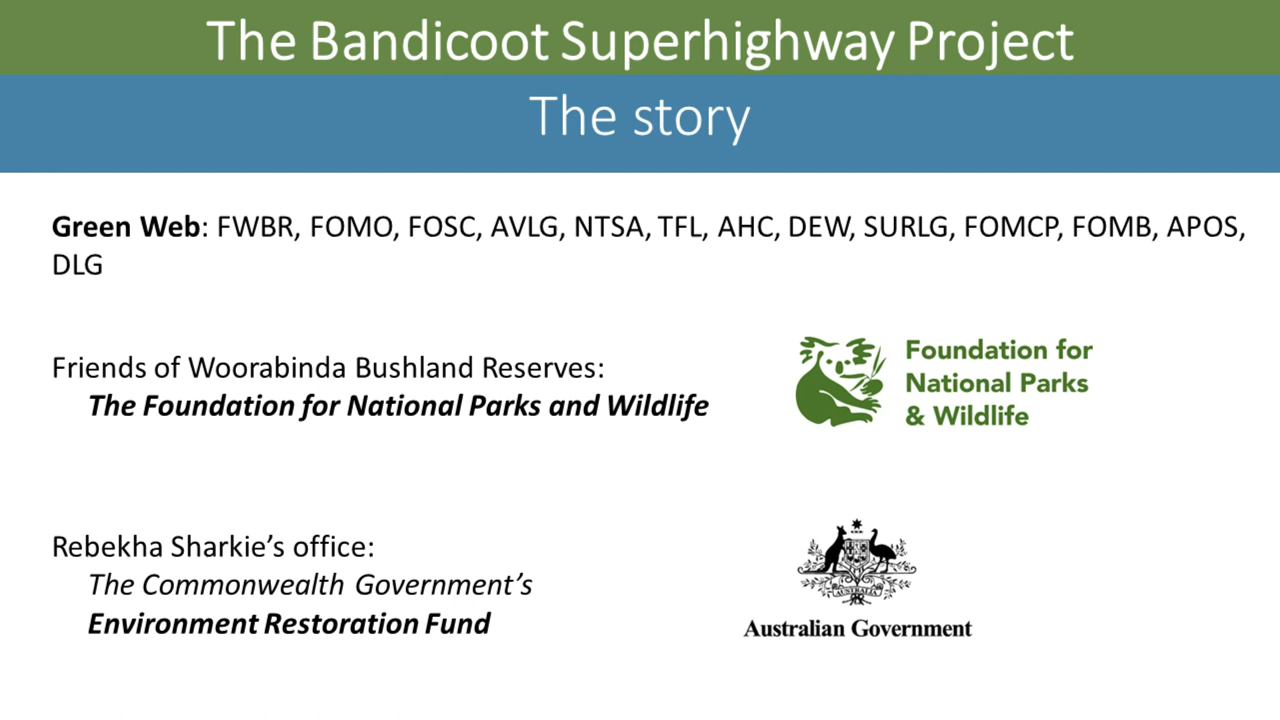 The Bandicoot Superhighway Project
The story
Green Web: FWBR, FOMO, FOSC, AVLG, NTSA, TFL, AHC, DEW, SURLG, FOMCP, FOMB, APOS,
DLG
Friends of Woorabinda Bushland Reserves:
The Foundation for National Parks and Wildlife
Foundation for
National Parks
& Wildlife
Rebekha Sharkie’s office:
The Commonwealth Government’s
Environment Restoration Fund
AUSTRALIA
Australian Government